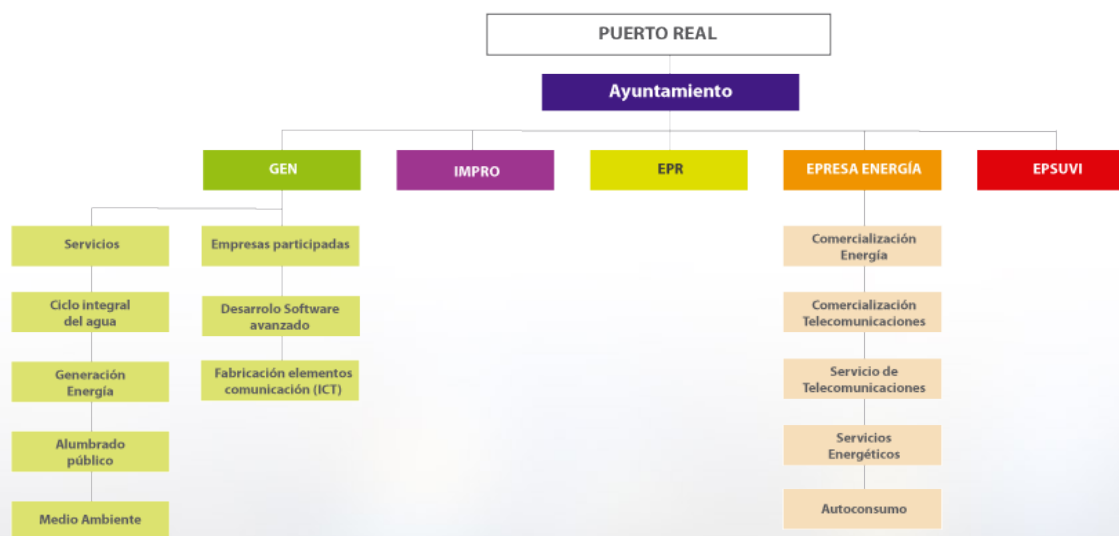 PUERTO REAL
Ayuntamiento
GEN
IMPRO
EPR
EPRESA ENERGÍA
EPSUVI
Servicios
Ciclo integral
del agua
Generación
Energía
Alumbrado
público
Medio Ambiente
Empresas participadas
Desarrolo Software
avanzado
Fabricación elementos
comunicación (ICT)
Comercialización
Energía
Comercialización
Telecomunicaciones
Servicio de
Telecomunicaciones
Servicios
Energéticos
Autoconsumo